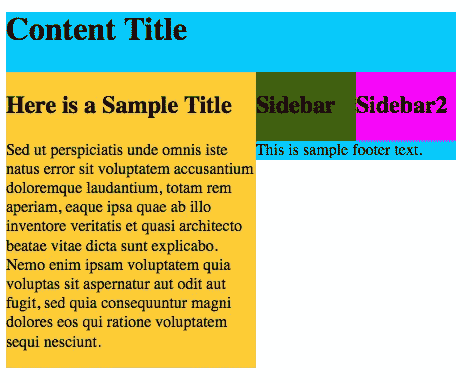 Content Title
Here is a Sample Title
Sidebar
Sidebar2
Sed ut perspiciatis unde omnis iste
natus error sit voluptatem accusantium
doloremque laudantium, totam rem
aperiam, eaque ipsa quae ab illo
inventore veritatis et quasi architecto
beatae vitae dicta sunt explicabo.
Nemo enim ipsam voluptatem quia
voluptas sit aspernatur aut odit aut
fugit, sed quia consequuntur magni
dolores eos qui ratione voluptatem
sequi nesciunt.
This is sample footer text.